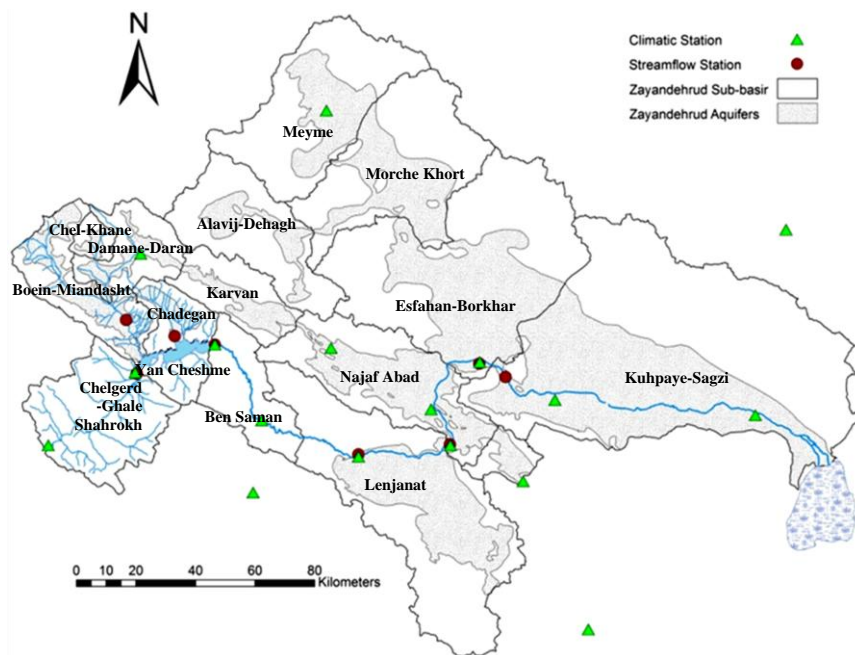 N
Climatic Station
Streamflow Station
Zayandehrud Sub-basir
Zayandehrud Aquifers
Meyme
Morche Khort
Alavij-Dehagh
Chel-Khane
Damane-Daran
Boein-Miandasht
Karvan
Chadegan
Esfahan-Borkhar
Yan Cheshme
Najaf Abad
Kuhpaye-Sagzi
Chelgerd
-Ghale
Shahrokh
Ben Saman
Lenjanat
0 10 20 40 60 80
Kilometers